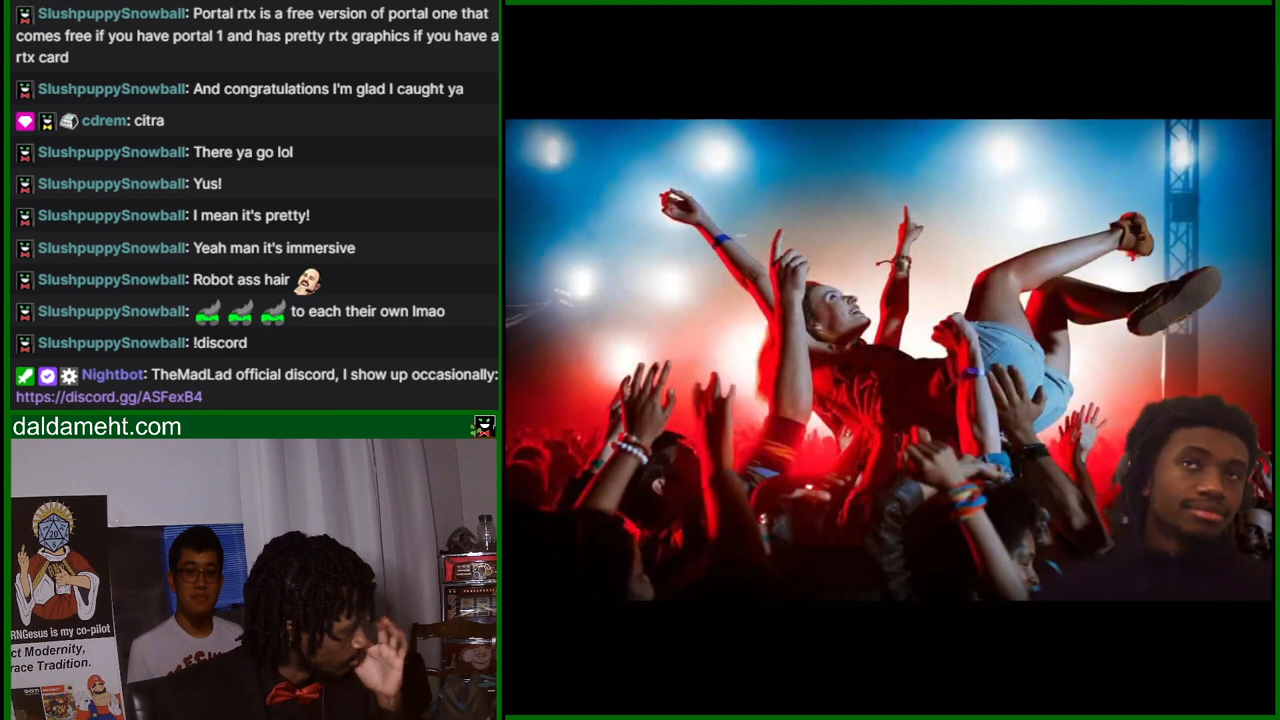 SlushpuppySnowball: Portal rtx is a free version of portal one that
comes free if you have portal 1 and has pretty rtx graphics if you have a
rtx card
SlushpuppySnowball: And congratulations I'm glad I caught ya
cdrem: citra
SlushpuppySnowball: There ya go lol
SlushpuppySnowball: Yus!
SlushpuppySnowball: I mean it's pretty!
SlushpuppySnowball: Yeah man it's immersive
SlushpuppySnowball: Robot ass hair
SlushpuppySnowball: to each their own lmao
SlushpuppySnowball: !discord
Nightbot: TheMadLad official discord, I show up occasionally:
https://discord.gg/ASFexB4
daldameht.com
20
RNGesus is my co-pilot
ct Modernity,
race Tradition.